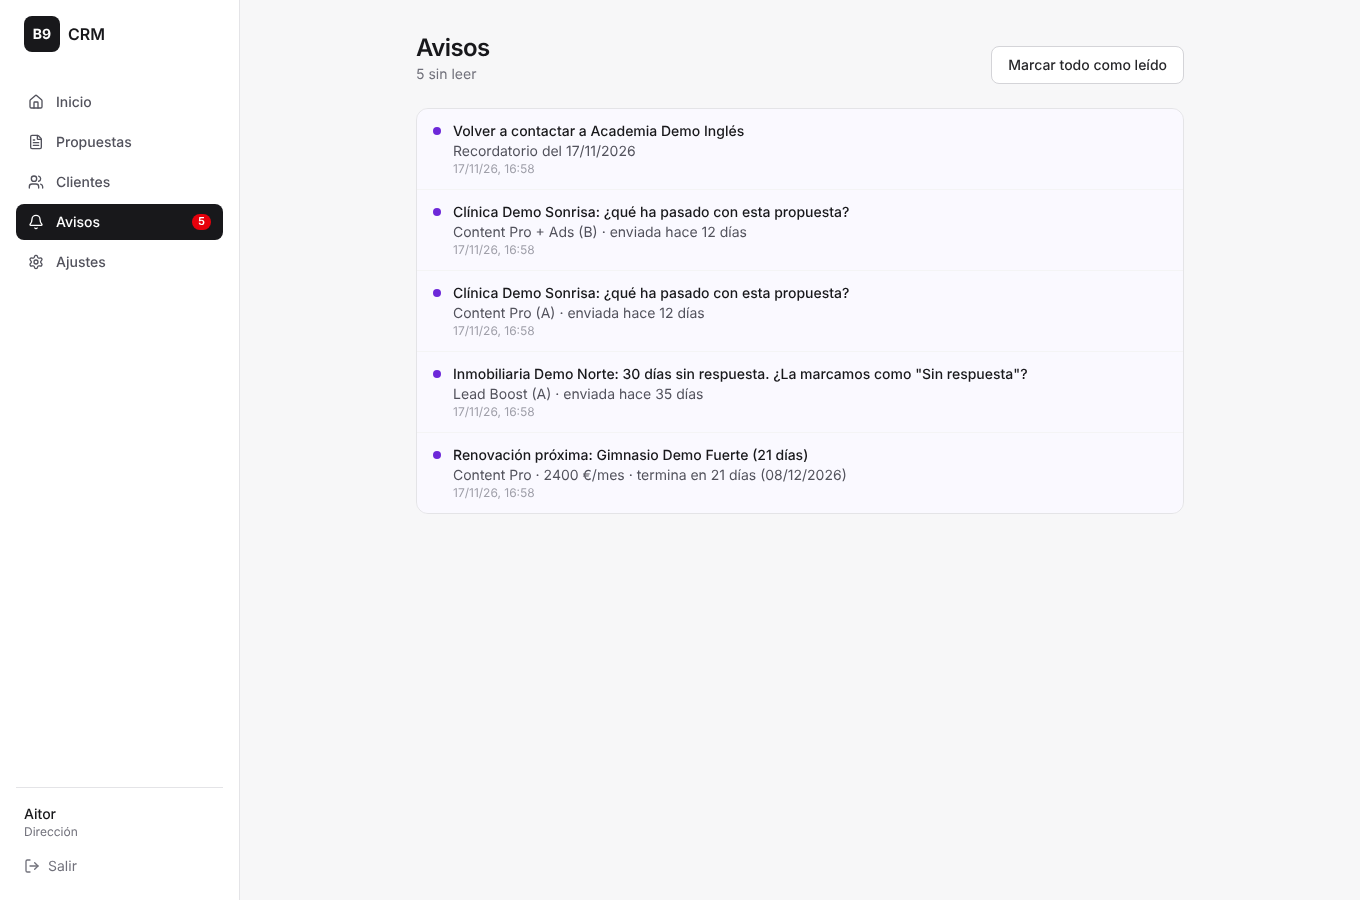 B9 CRM
Inicio
Propuestas
Clientes
Avisos 5
Ajustes
Aitor
Dirección
Salir
Avisos
5 sin leer
Marcar todo como leído
Volver a contactar a Academia Demo Inglés
Recordatorio del 17/11/2026
17/11/26, 16:58
Clínica Demo Sonrisa: ¿qué ha pasado con esta propuesta?
Content Pro + Ads (B) · enviada hace 12 días
17/11/26, 16:58
Clínica Demo Sonrisa: ¿qué ha pasado con esta propuesta?
Content Pro (A) · enviada hace 12 días
17/11/26, 16:58
Inmobiliaria Demo Norte: 30 días sin respuesta. ¿La marcamos como "Sin respuesta"?
Lead Boost (A) · enviada hace 35 días
17/11/26, 16:58
Renovación próxima: Gimnasio Demo Fuerte (21 días)
Content Pro · 2400 €/mes · termina en 21 días (08/12/2026)
17/11/26, 16:58